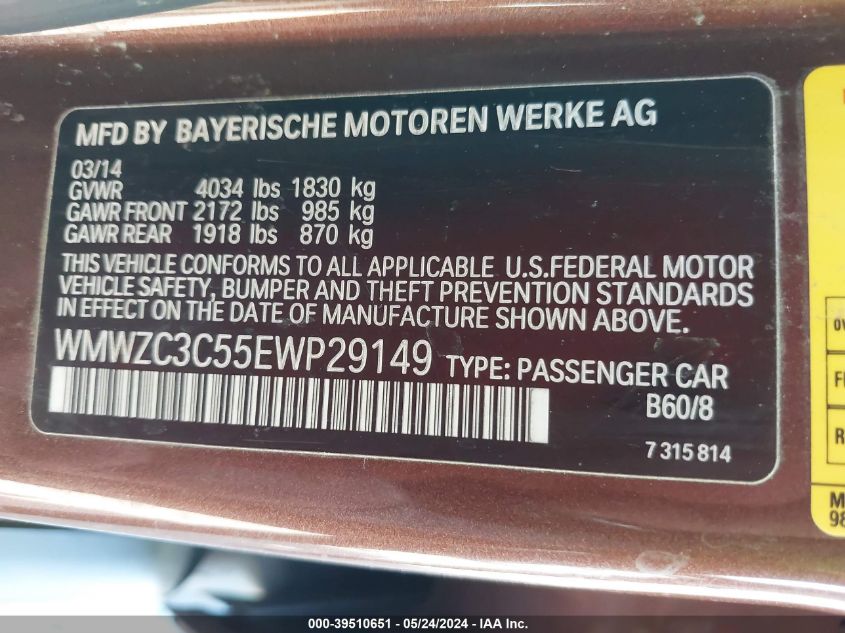 MFD BY BAYERISCHE MOTOREN WERKE AG
03/14
GVWR 4034 lbs 1830 kg
GAWR FRONT 2172 lbs 985 kg
GAWR REAR 1918 lbs 870 kg
THIS VEHICLE CONFORMS TO ALL APPLICABLE U.S.FEDERAL MOTOR
VEHICLE SAFETY, BUMPER AND THEFT PREVENTION STANDARDS
IN EFFECT ON THE DATE OF MANUFACTURE SHOWN ABOVE.
WMWZC3C55EWP29149 TYPE: PASSENGER CAR
B60/8
7 315 814
000-39510651 - 05/24/2024 - IAA Inc.